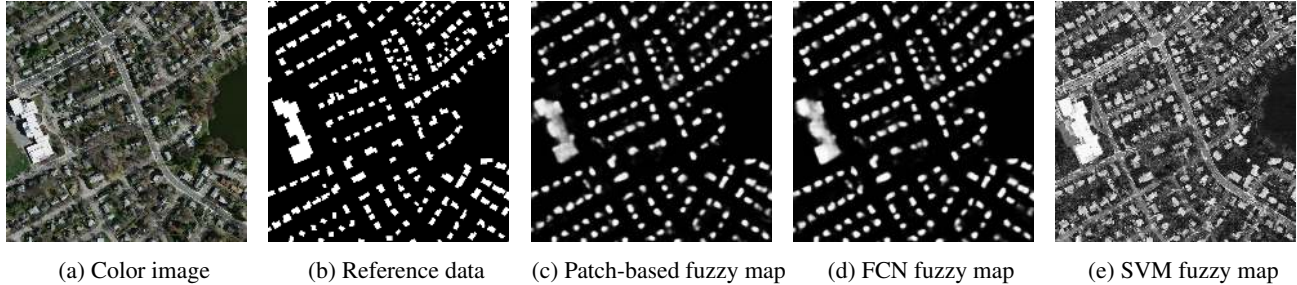 (a) Color image
(b) Reference data
(c) Patch-based fuzzy map
(d) FCN fuzzy map
(e) SVM fuzzy map